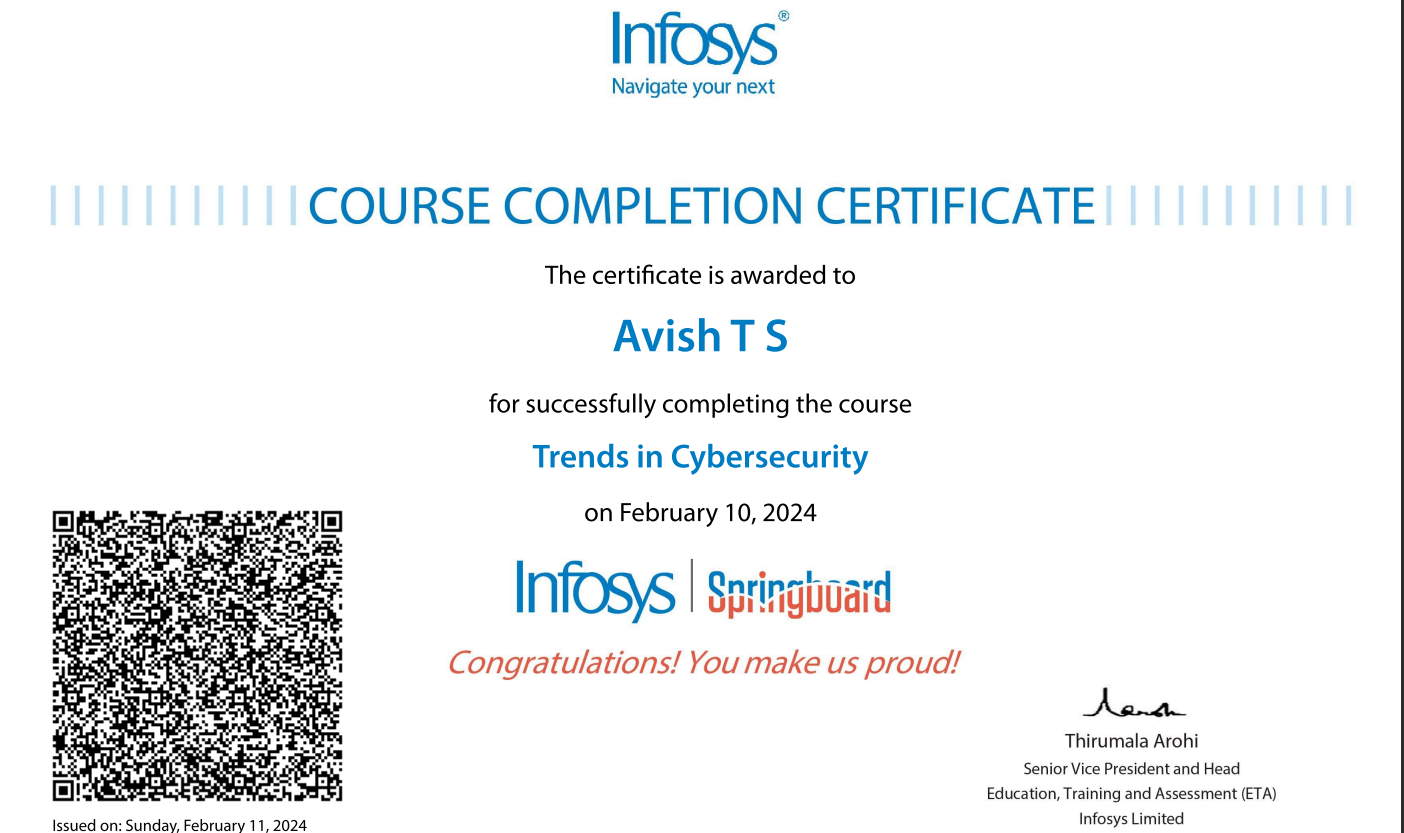 Infosys®
Navigate your next
COURSE COMPLETION CERTIFICATE
The certificate is awarded to
Avish T S
for successfully completing the course
Trends in Cybersecurity
on February 10, 2024
Infosys | Springboard
Congratulations! You make us proud!
Thirumala Arohi
Senior Vice President and Head
Education, Training and Assessment (ETA)
Infosys Limited
Issued on: Sunday, February 11, 2024